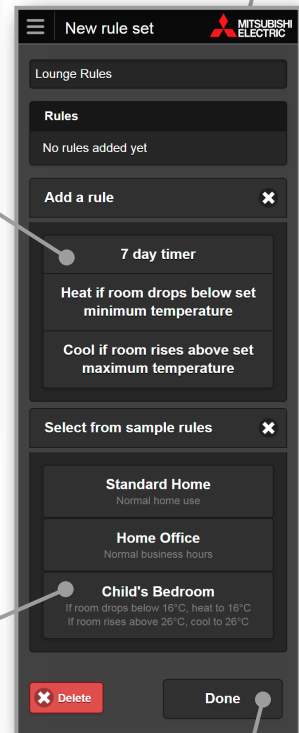 New rule set
MITSUBISHI
ELECTRIC
Lounge Rules
Rules
No rules added yet
Add a rule
7 day timer
Heat if room drops below set
minimum temperature
Cool if room rises above set
maximum temperature
Select from sample rules
Standard Home
Normal home use
Home Office
Normal business hours
Child's Bedroom
If room drops below 16°C, heat to 16°C
If room rises above 26°C, cool to 26°C
Delete
Done